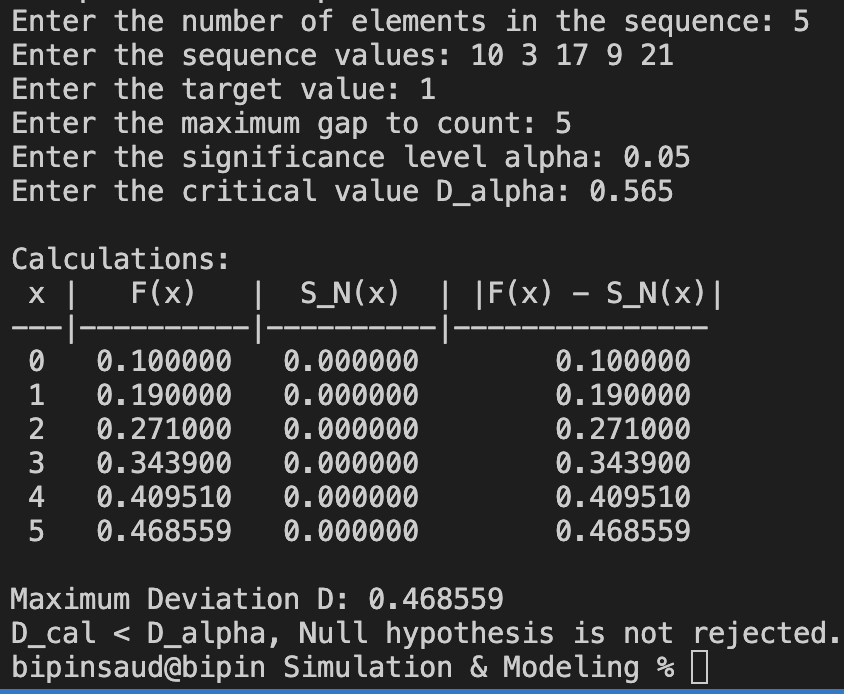 Enter the number of elements in the sequence: 5
Enter the sequence values: 10 3 17 9 21
Enter the target value: 1
Enter the maximum gap to count: 5
Enter the significance level alpha: 0.05
Enter the critical value D_alpha: 0.565
Calculations:
x | F(x) | S_N(x) | |F(x) - S_N(x)|
---|----------|----------|---------------
0 0.100000 0.000000 0.100000
1 0.190000 0.000000 0.190000
2 0.271000 0.000000 0.271000
3 0.343900 0.000000 0.343900
4 0.409510 0.000000 0.409510
5 0.468559 0.000000 0.468559
Maximum Deviation D: 0.468559
D_cal < D_alpha, Null hypothesis is not rejected.
bipinsaud@bipin Simulation & Modeling %